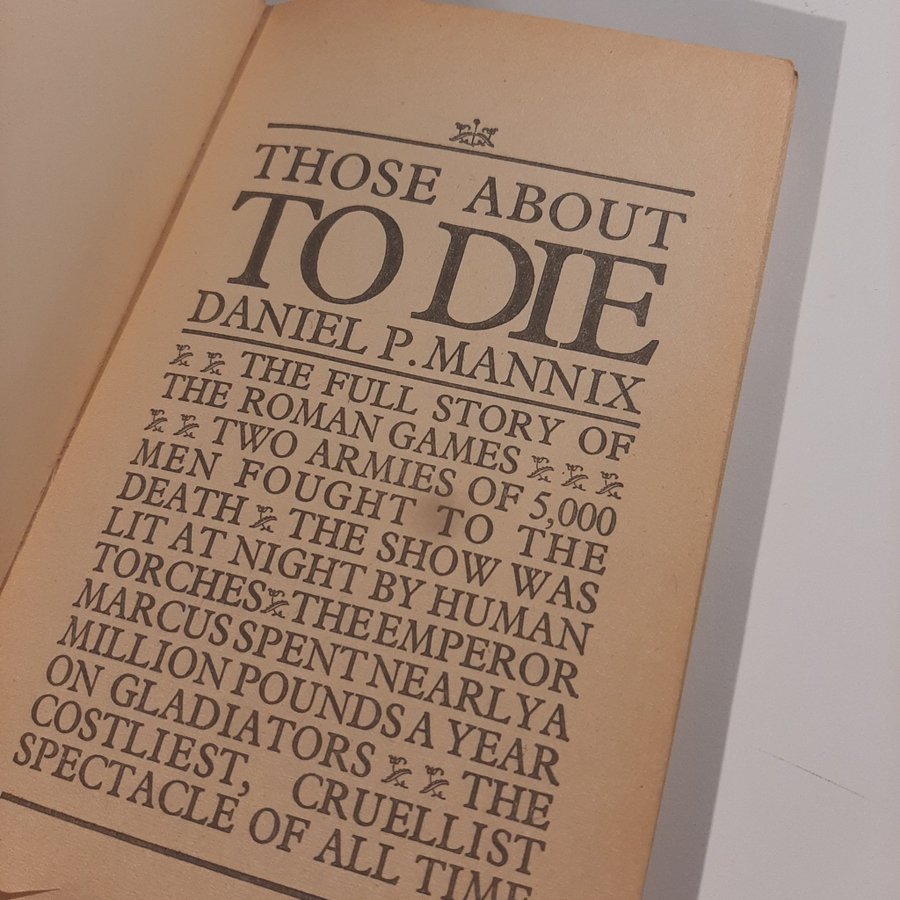 THOSE ABOUT
TO DIE
DANIEL P. MANNIX
THE FULL STORY OF
THE ROMAN GAMES
TWO ARMIES OF 5,000
MEN FOUGHT TO THE
DEATH THE SHOW WAS
LIT AT NIGHT BY HUMAN
TORCHES THE EMPEROR
MARCUS SPENT NEARLY A
MILLION POUNDS A YEAR
ON GLADIATORS THE
COSTLIEST, CRUELLIST
SPECTACLE OF ALL TIME